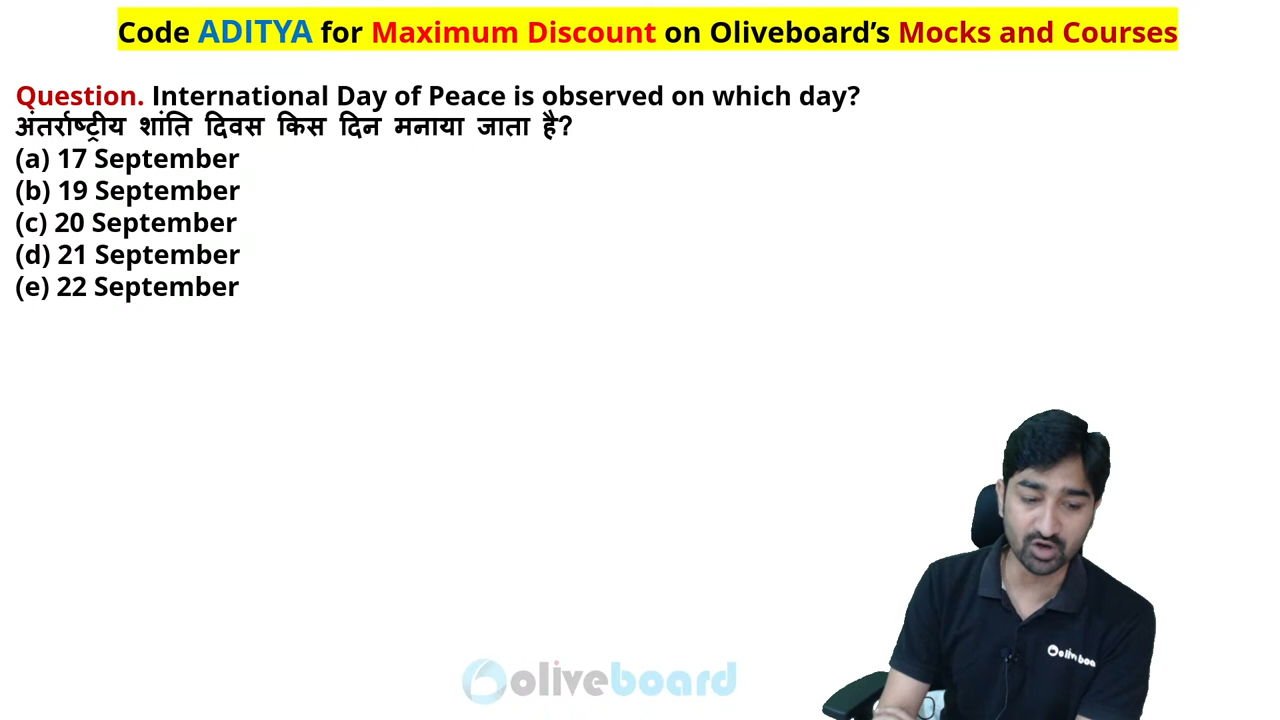 Code ADITYA for Maximum Discount on Oliveboard’s Mocks and Courses
Question. International Day of Peace is observed on which day?
अंतर्राष्ट्रीय शांति दिवस किस दिन मनाया जाता है?
(a) 17 September
(b) 19 September
(c) 20 September
(d) 21 September
(e) 22 September
oliveboard